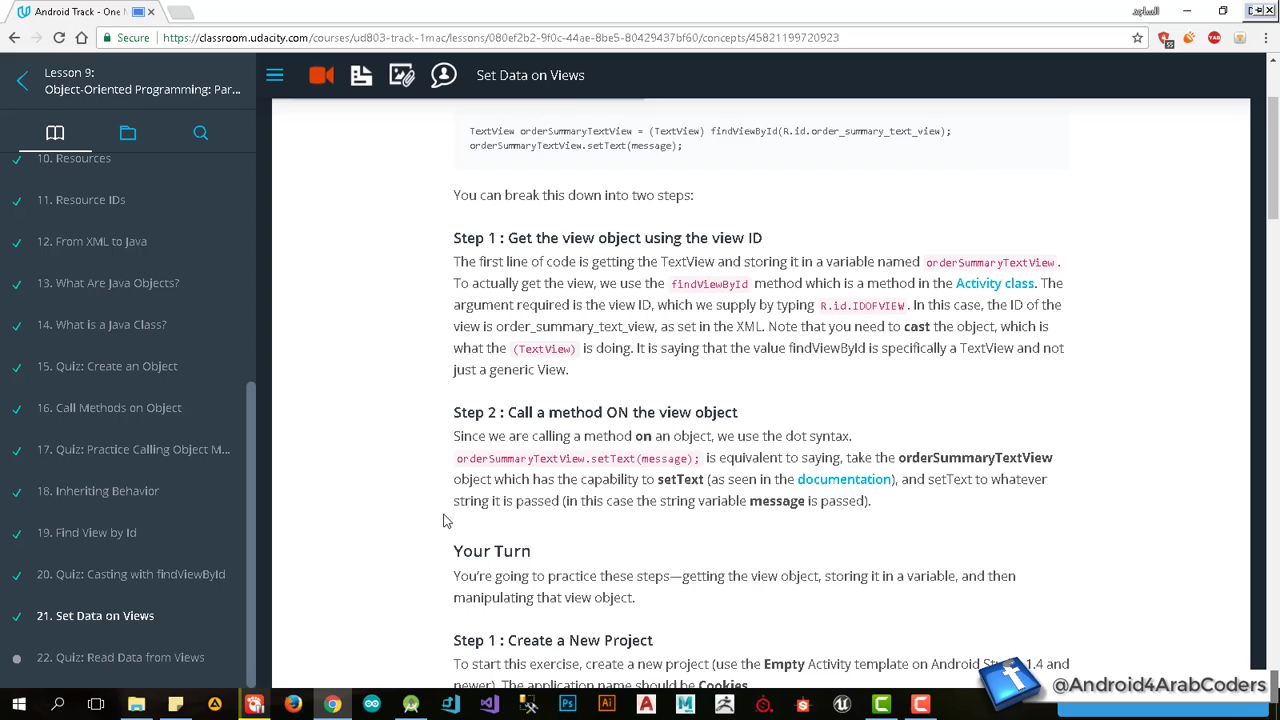 Android Track - One M
Secure
https://classroom.udacity.com/courses/ud803-track-1mac/lessons/080ef2b2-9f0c-44ae-8be5-80429437bf60/concepts/45821199720923
Lesson 9:
Object-Oriented Programming: Par...
Set Data on Views
10. Resources
11. Resource IDs
12. From XML to Java
13. What Are Java Objects?
14. What is a Java Class?
15. Quiz: Create an Object
16. Call Methods on Object
17. Quiz: Practice Calling Object M...
18. Inheriting Behavior
19. Find View by Id
20. Quiz: Casting with findViewById
21. Set Data on Views
22. Quiz: Read Data from Views
TextView orderSummaryTextView = (TextView) findViewById(R.id.order_summary_text_view);
orderSummaryTextView.setText(message);
You can break this down into two steps:
Step 1 : Get the view object using the view ID
The first line of code is getting the TextView and storing it in a variable named orderSummaryTextView.
To actually get the view, we use the findViewById method which is a method in the Activity class. The
argument required is the view ID, which we supply by typing R.id.IDOFVIEW. In this case, the ID of the
view is order_summary_text_view, as set in the XML. Note that you need to cast the object, which is
what the (TextView) is doing. It is saying that the value findViewById is specifically a TextView and not
just a generic View.
Step 2 : Call a method ON the view object
Since we are calling a method on an object, we use the dot syntax.
orderSummaryTextView.setText(message); is equivalent to saying, take the orderSummaryTextView
object which has the capability to setText (as seen in the documentation), and setText to whatever
string it is passed (in this case the string variable message is passed).
Your Turn
You're going to practice these steps—getting the view object, storing it in a variable, and then
manipulating that view object.
Step 1 : Create a New Project
To start this exercise, create a new project (use the Empty Activity template on Android 1.4 and
newer). The application name should be Cookies.
@Android4ArabCoders